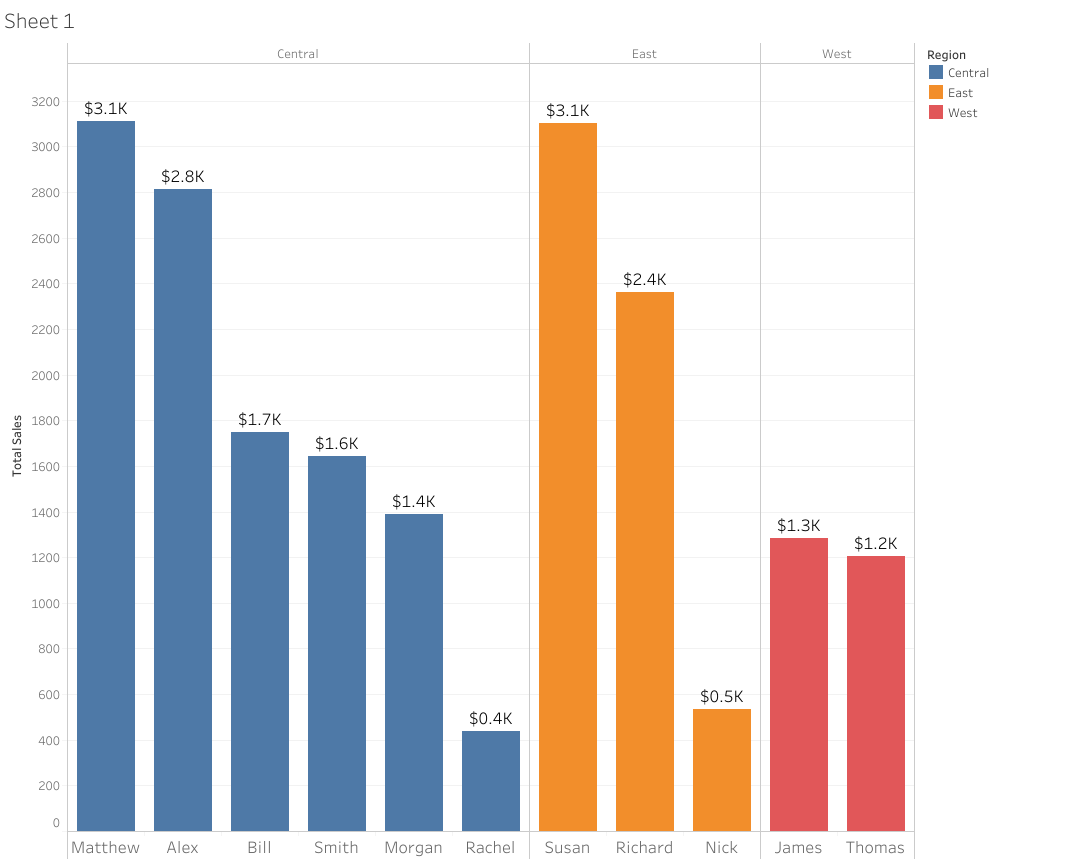 Sheet 1
Central East West
Region
Central
East
West
3200
3000
2800
2600
2400
2200
2000
1800
1600
1400
1200
1000
800
600
400
200
0
Total Sales
$3.1K
$2.8K
$1.7K
$1.6K
$1.4K
$0.4K
$3.1K
$2.4K
$0.5K
$1.3K
$1.2K
Matthew Alex Bill Smith Morgan Rachel Susan Richard Nick James Thomas